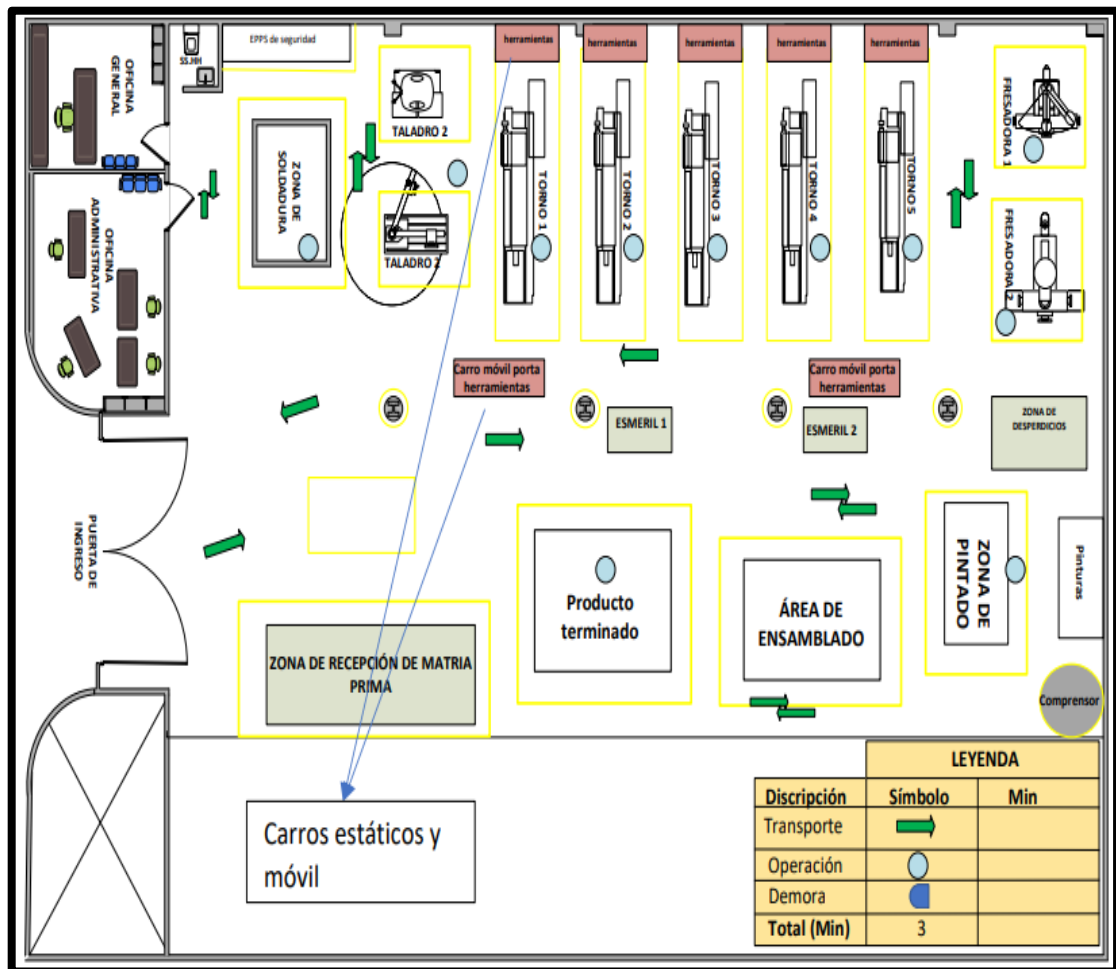 EPPS de seguridad
herramientas
herramientas
herramientas
herramientas
herramientas
SS.HH
OFICINA
GENERAL
TALADRO 2
FRESADORA 1
ZONA DE
SOLDADURA
TORNO 1
TORNO 2
TORNO 3
TORNO 4
TORNO 5
OFICINA
ADMINISTRATIVA
TALADRO 2
FRESADORA 2
Carro móvil porta
herramientas
Carro móvil porta
herramientas
ESMERIL 1
ESMERIL 2
ZONA DE
DESPERDICIOS
PUERTA DE
INGRESO
Producto
terminado
ÁREA DE
ENSAMBLADO
ZONA DE
PINTADO
Pinturas
ZONA DE RECEPCIÓN DE MATRIA
PRIMA
Comprensor
Carros estáticos y
móvil
LEYENDA
Discripción Símbolo Min
Transporte
Operación
Demora
Total (Min) 3